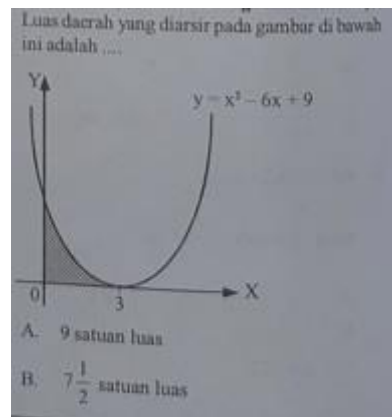 Luas daerah yang diarsir pada gambar di bawah
ini adalah ....
Y
y = x² – 6x + 9
0
3
X
A. 9 satuan luas
B. 7 1/2 satuan luas